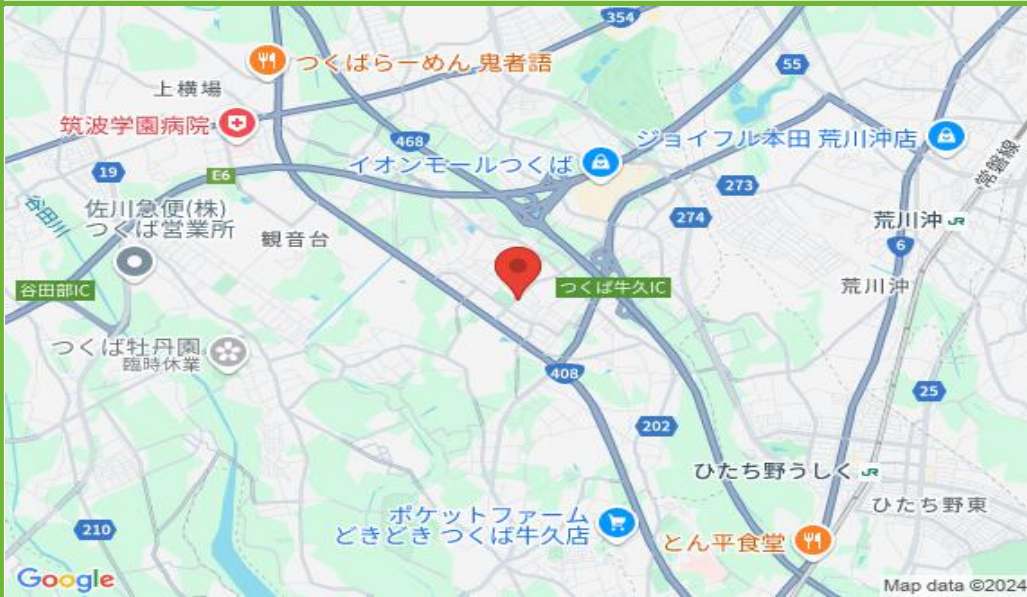 354
つくばらーめん 鬼者語
55
上横場
筑波学園病院
468
ジョイフル本田 荒川沖店
イオンモールつくば
常磐線
19
E6
273
谷田川
佐川急便(株)
つくば営業所
274
荒川沖 JR
観音台
6
谷田部IC
つくば牛久IC
荒川沖
つくば牡丹園
臨時休業
408
25
202
ひたち野うしく JR
ひたち野東
ポケットファーム
どきどき つくば牛久店
210
とん平食堂
Google
Map data ©2024